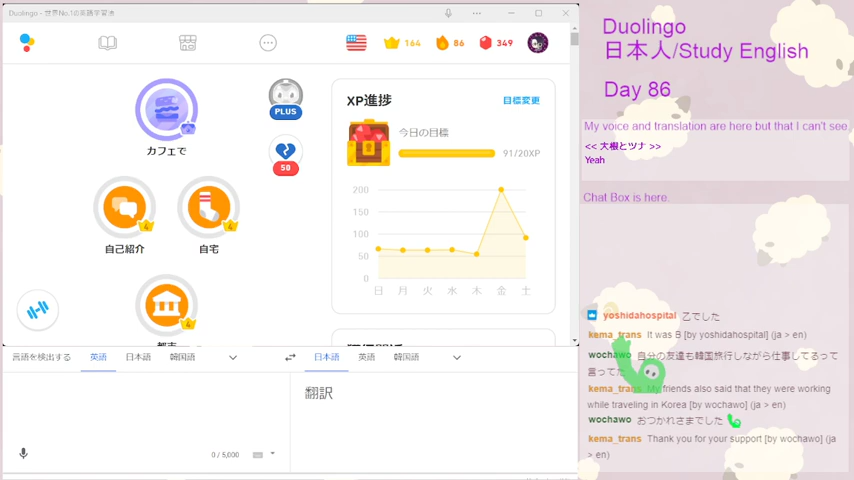 Duolingo - 世界No.1の英語学習法
164
86
349
カフェで
PLUS
50
自己紹介
自宅
XP進捗
目標変更
今日の目標
91/20XP
200
150
100
50
0
日 月 火 水 木 金 土
言語を検出する
英語
日本語
韓国語
日本語
英語
韓国語
翻訳
0 / 5,000
Duolingo
日本人/Study English
Day 86
My voice and translation are here but that I can't see
<< 大根とツナ >>
Yeah
Chat Box is here.
yoshidahospital 乙でした
kema_trans It was B [by yoshidahospital] (ja > en)
wochawo 自分の友達も韓国旅行しながら仕事してるって
言ってた
kema_trans My friends also said that they were working
while traveling in Korea [by wochawo] (ja > en)
wochawo おつかれさまでした
kema_trans Thank you for your support [by wochawo] (ja
> en)